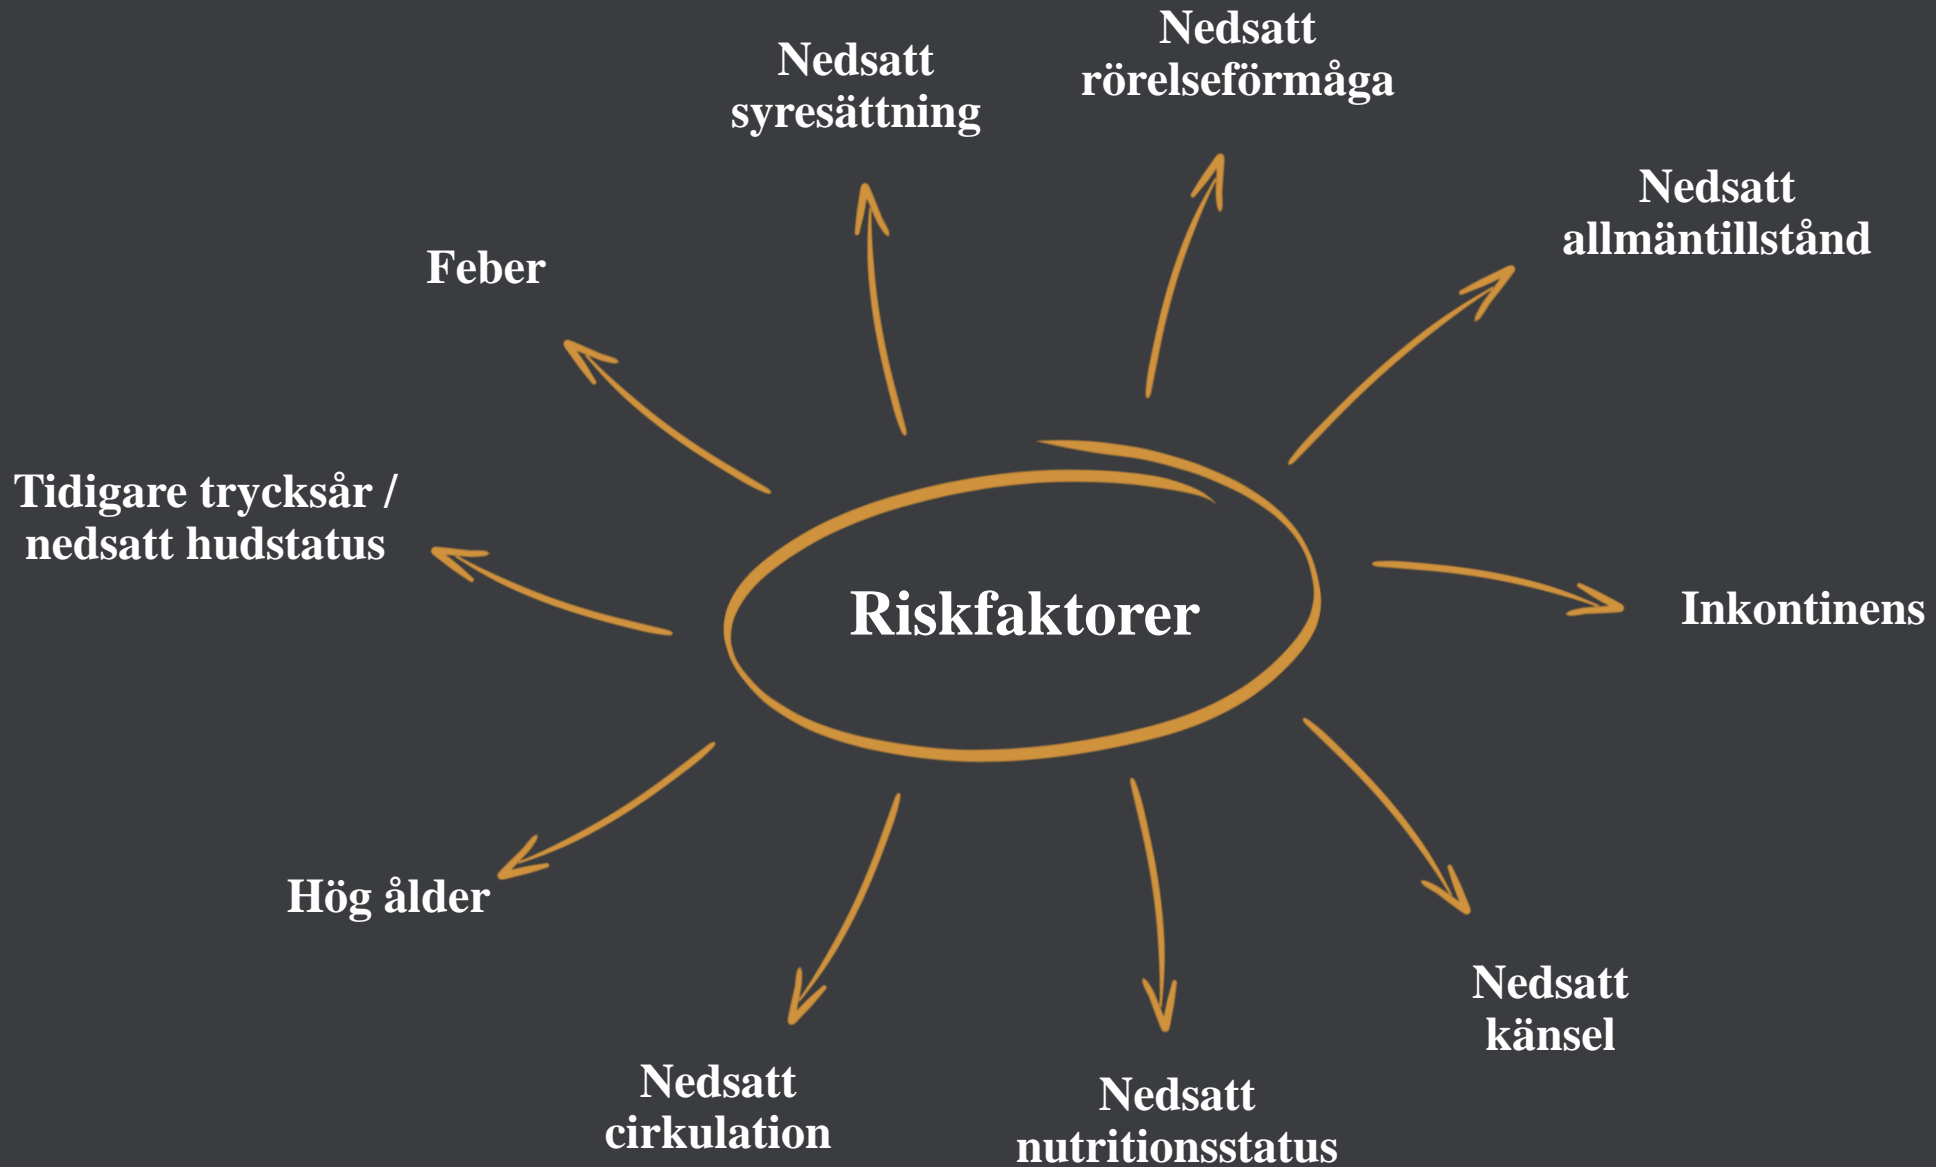 Nedsatt
syresättning
Nedsatt
rörelseförmåga
Nedsatt
allmäntillstånd
Feber
Tidigare trycksår /
nedsatt hudstatus
Riskfaktorer
Inkontinens
Hög ålder
Nedsatt
känsel
Nedsatt
cirkulation
Nedsatt
nutritionsstatus